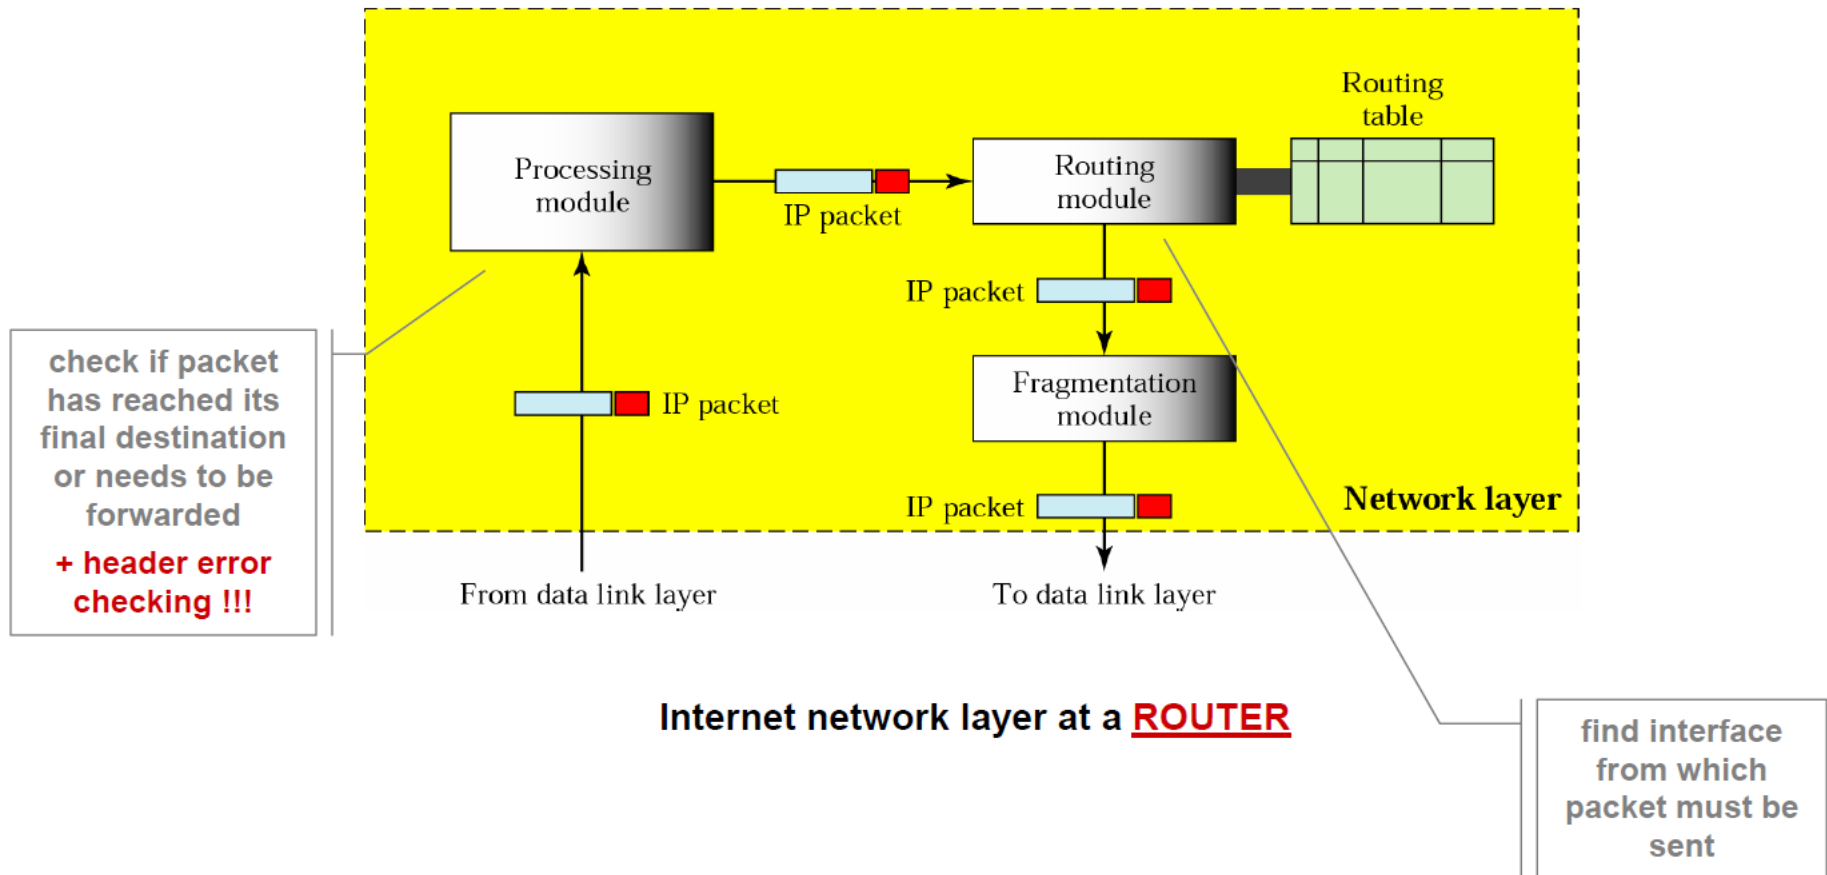 Routing
table
Processing
module
IP packet
Routing
module
IP packet
Fragmentation
module
IP packet
IP packet
Network layer
From data link layer
To data link layer
check if packet
has reached its
final destination
or needs to be
forwarded
+ header error
checking !!!
Internet network layer at a ROUTER
find interface
from which
packet must be
sent